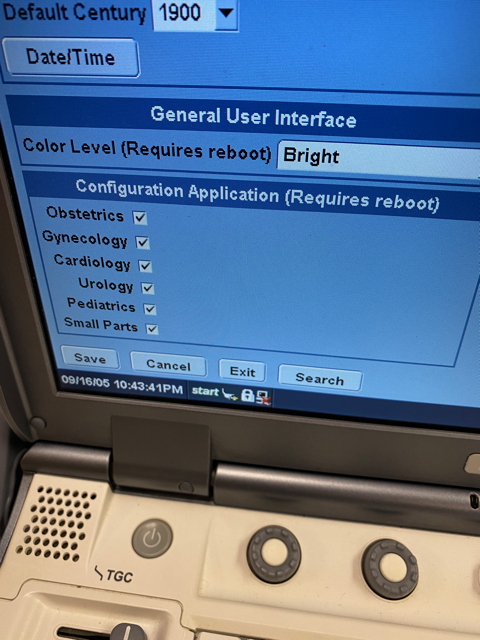 Default Century 1900
Date/Time
General User Interface
Color Level (Requires reboot) Bright
Configuration Application (Requires reboot)
Obstetrics
Gynecology
Cardiology
Urology
Pediatrics
Small Parts
Save Cancel Exit Search
09/16/05 10:43:41PM start
TGC